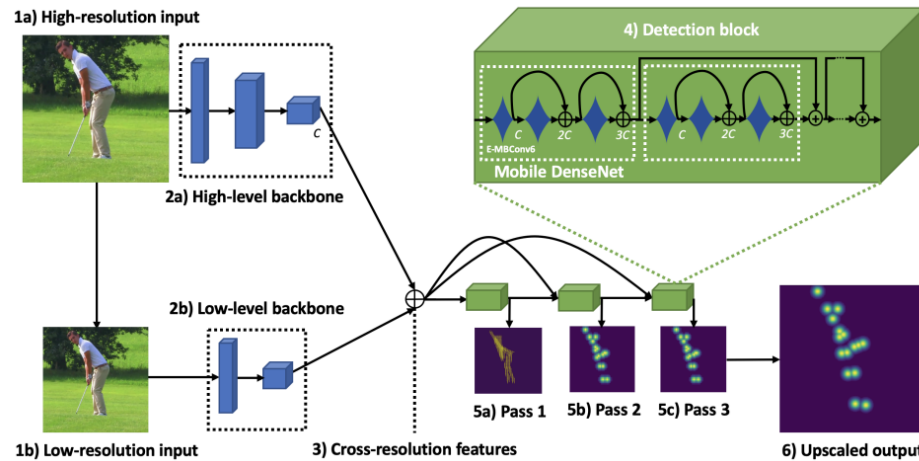 1a) High-resolution input
4) Detection block
C
2C
3C
C
2C
3C
E-MBConv6
Mobile DenseNet
C
2a) High-level backbone
2b) Low-level backbone
1b) Low-resolution input
3) Cross-resolution features
5a) Pass 1
5b) Pass 2
5c) Pass 3
6) Upscaled output